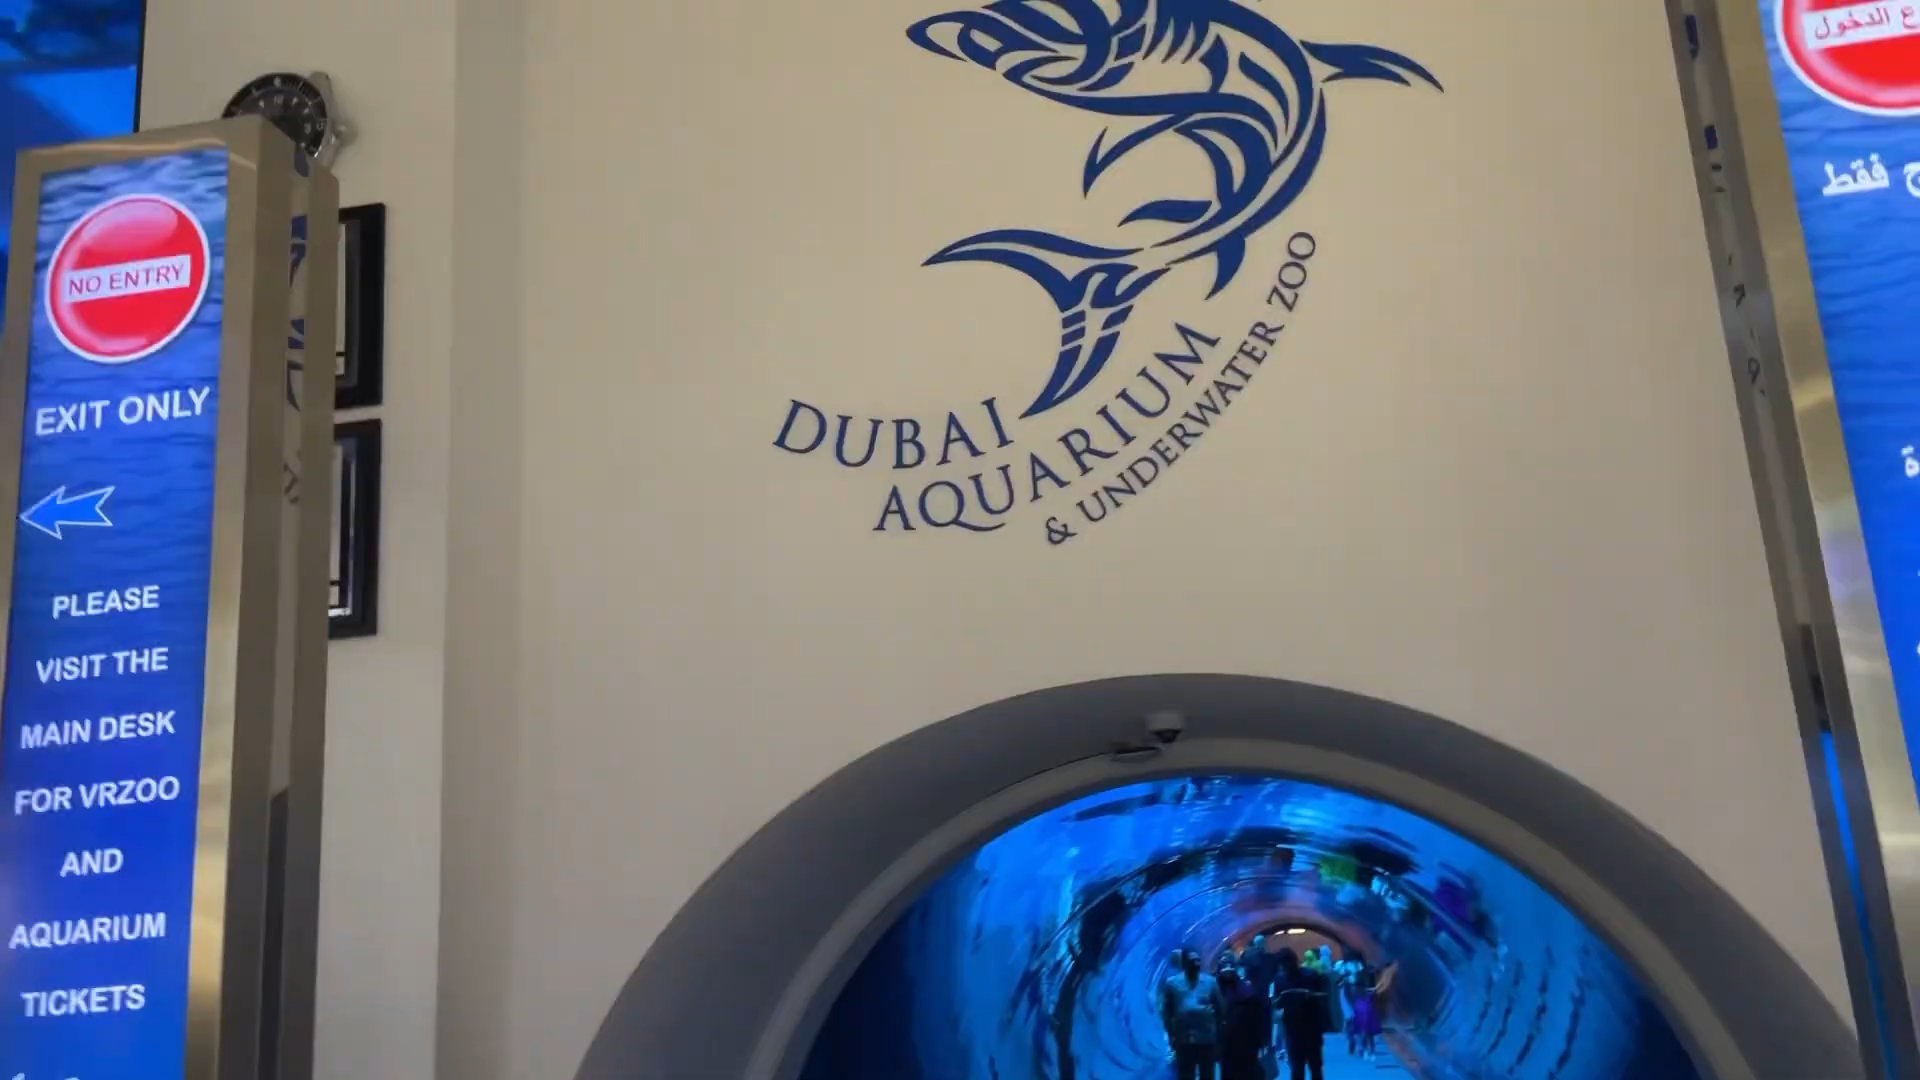 NO ENTRY
EXIT ONLY
PLEASE
VISIT THE
MAIN DESK
FOR VRZOO
AND
AQUARIUM
TICKETS
DUBAI
AQUARIUM
& UNDERWATER ZOO
الدخول
فقط